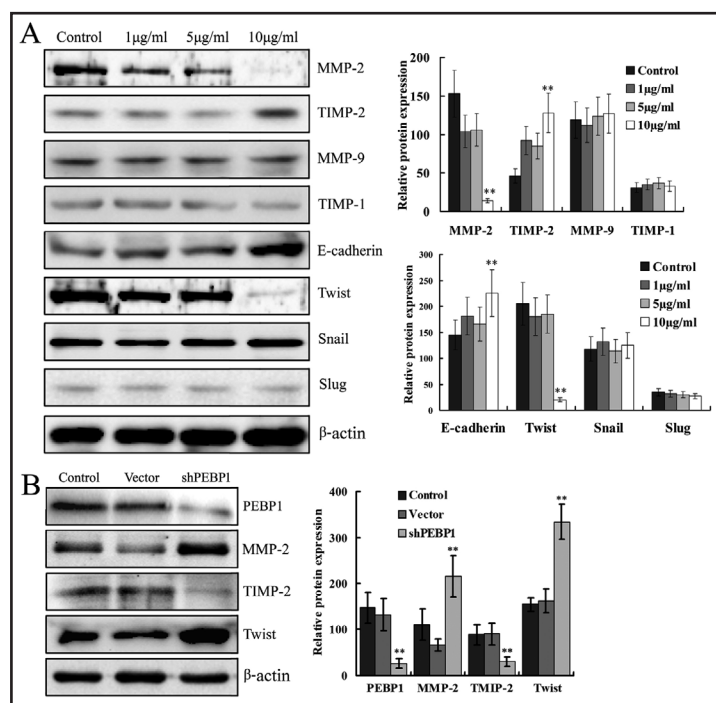 A
Control 1μg/ml 5μg/ml 10μg/ml
MMP-2
TIMP-2
MMP-9
TIMP-1
E-cadherin
Twist
Snail
Slug
β-actin
Relative protein expression
200
150
100
50
0
**
**
Control
1μg/ml
5μg/ml
10μg/ml
MMP-2 TIMP-2 MMP-9 TIMP-1
Relative protein expression
300
250
200
150
100
50
0
**
**
Control
1μg/ml
5μg/ml
10μg/ml
E-cadherin Twist Snail Slug
B
Control Vector shPEBP1
PEBP1
MMP-2
TIMP-2
Twist
β-actin
Relative protein expression
400
300
200
100
0
Control
Vector
shPEBP1
**
**
**
**
PEBP1 MMP-2 TMIP-2 Twist